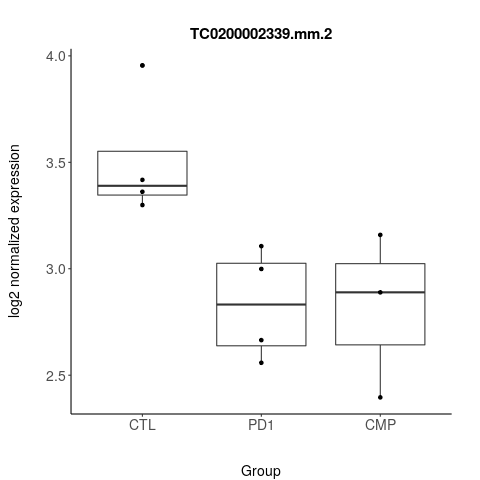 TC0200002339.mm.2
log2 normalized expression
4.0
3.5
3.0
2.5
CTL PD1 CMP
Group